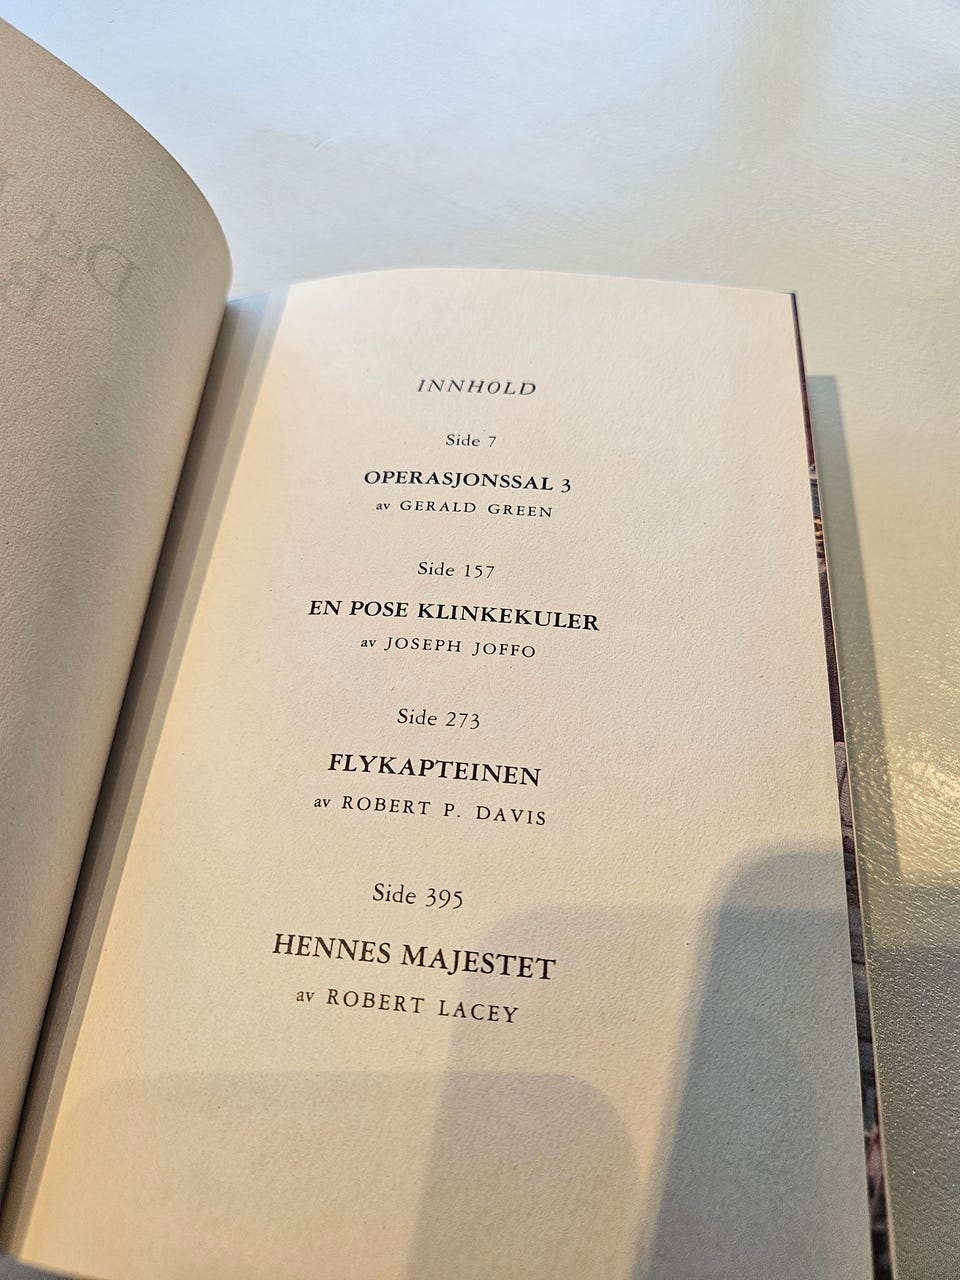 INNHOLD
Side 7
OPERASJONSSAL 3
av GERALD GREEN
Side 157
EN POSE KLINKEKULER
av JOSEPH JOFFO
Side 273
FLYKAPTEINEN
av ROBERT P. DAVIS
Side 395
HENNES MAJESTET
av ROBERT LACEY